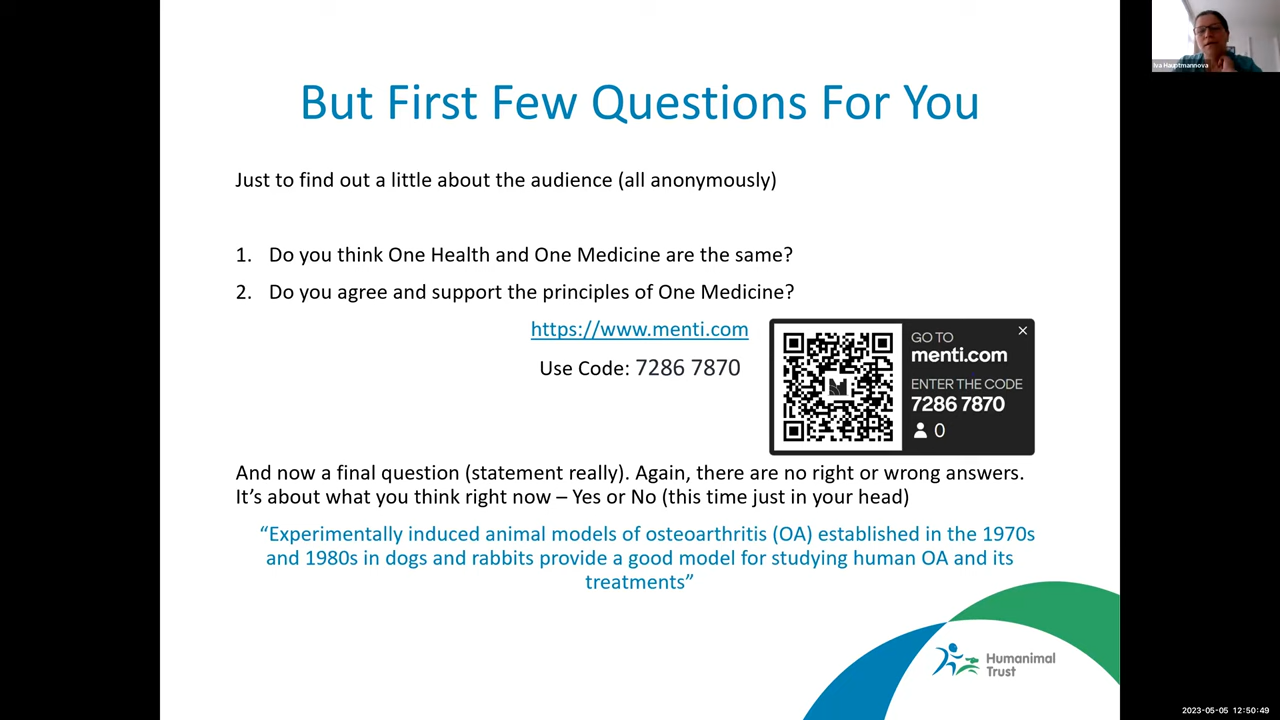 Iva Hauptmannova
But First Few Questions For You
Just to find out a little about the audience (all anonymously)
1. Do you think One Health and One Medicine are the same?
2. Do you agree and support the principles of One Medicine?
https://www.menti.com
Use Code: 7286 7870
GO TO
menti.com
ENTER THE CODE
7286 7870
0
And now a final question (statement really). Again, there are no right or wrong answers.
It’s about what you think right now – Yes or No (this time just in your head)
“Experimentally induced animal models of osteoarthritis (OA) established in the 1970s
and 1980s in dogs and rabbits provide a good model for studying human OA and its
treatments”
Humanimal
Trust
2023-05-05 12:50:49